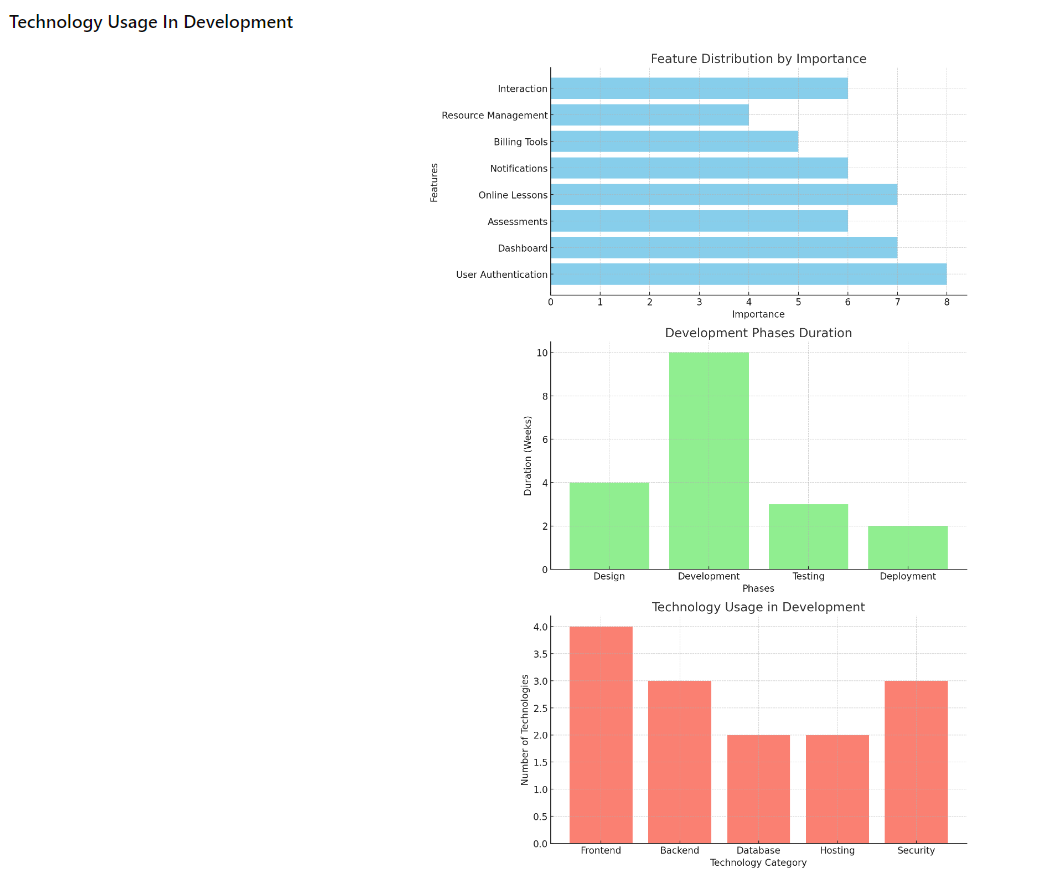 Technology Usage In Development
Feature Distribution by Importance
Features
Interaction
Resource Management
Billing Tools
Notifications
Online Lessons
Assessments
Dashboard
User Authentication
0 1 2 3 4 5 6 7 8
Importance
Development Phases Duration
Duration (Weeks)
10
8
6
4
2
0
Design Development Testing Deployment
Phases
Technology Usage in Development
Number of Technologies
4.0
3.5
3.0
2.5
2.0
1.5
1.0
0.5
0.0
Frontend Backend Database Hosting Security
Technology Category